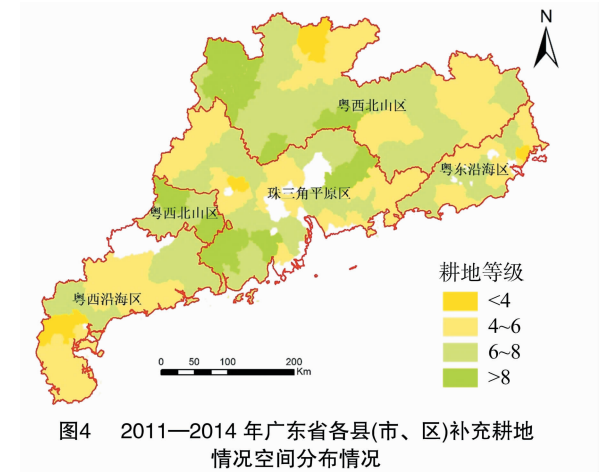 N
粤西北山区
粤东沿海区
珠三角平原区
粤西北山区
粤西沿海区
耕地等级
<4
4~6
6~8
>8
0 50 100 200
Km
图4 2011—2014 年广东省各县(市、区)补充耕地
情况空间分布情况